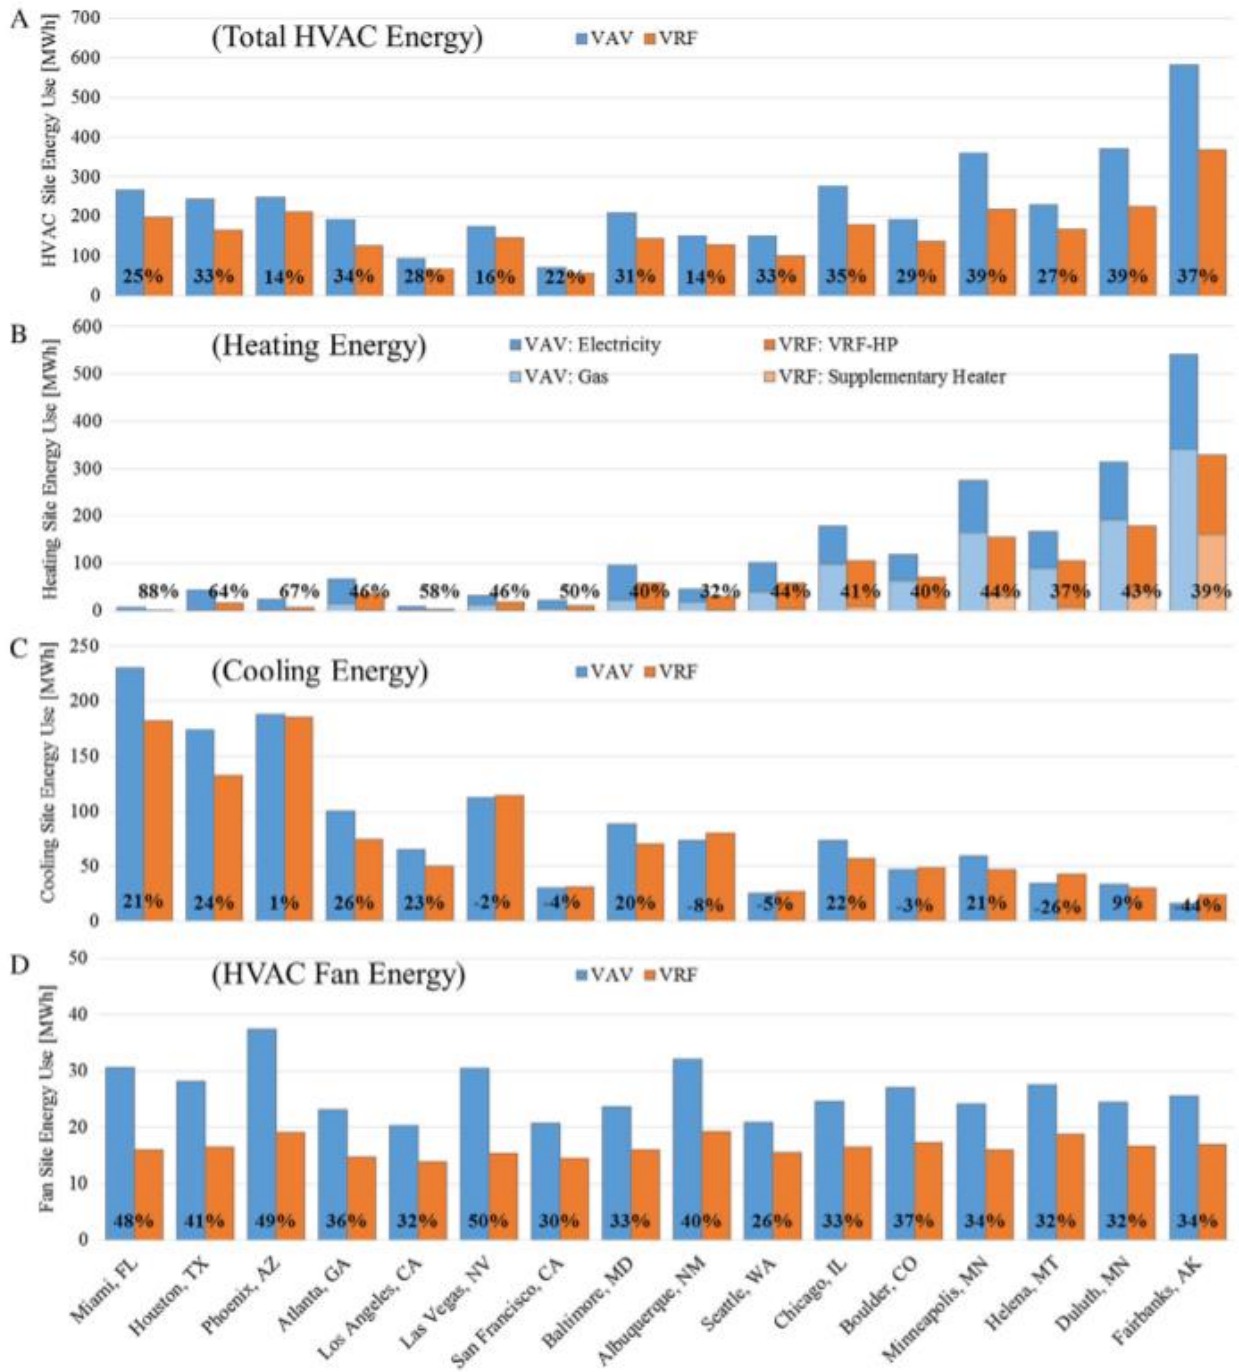 A
700
(Total HVAC Energy)
VAV VRF
600
500
400
300
200
100
0
HVAC Site Energy Use [MWh]
25% 33% 14% 34% 28% 16% 22% 31% 14% 33% 35% 29% 39% 27% 39% 37%
B
600
(Heating Energy)
VAV: Electricity VRF: VRF-HP
VAV: Gas VRF: Supplementary Heater
500
400
300
200
100
0
Heating Site Energy Use [MWh]
88% 64% 67% 46% 58% 46% 50% 40% 32% 44% 41% 40% 44% 37% 43% 39%
C
250
(Cooling Energy)
VAV VRF
200
150
100
50
0
Cooling Site Energy Use [MWh]
21% 24% 1% 26% 23% -2% -4% 20% -8% -5% 22% -3% 21% -26% 9% -44%
D
50
(HVAC Fan Energy)
VAV VRF
40
30
20
10
0
Fan Site Energy Use [MWh]
48% 41% 49% 36% 32% 50% 30% 33% 40% 26% 33% 37% 34% 32% 32% 34%
Miami, FL
Houston, TX
Phoenix, AZ
Atlanta, GA
Los Angeles, CA
Las Vegas, NV
San Francisco, CA
Baltimore, MD
Albuquerque, NM
Seattle, WA
Chicago, IL
Boulder, CO
Minneapolis, MN
Helena, MT
Duluth, MN
Fairbanks, AK